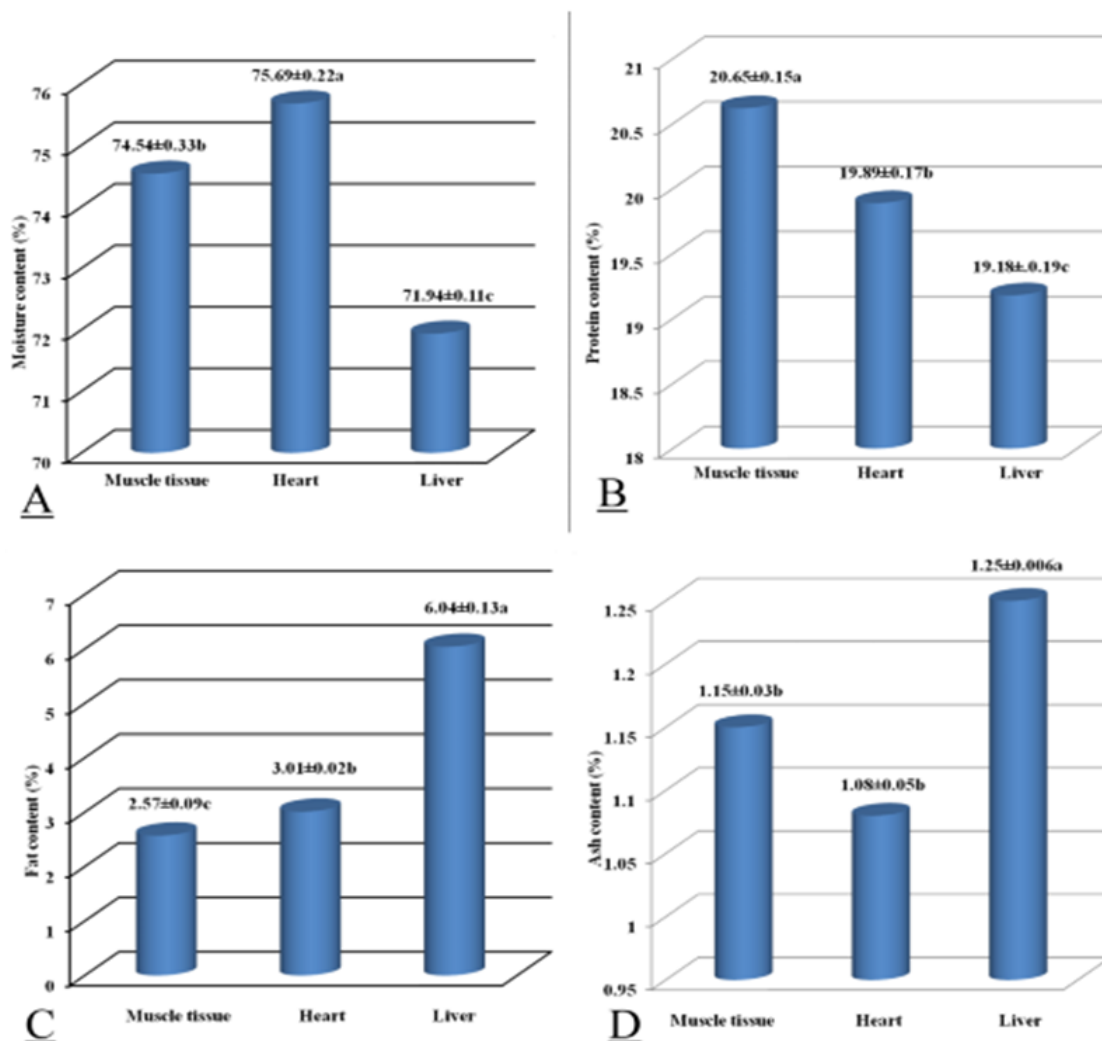 75.69±0.22a
74.54±0.33b
71.94±0.11c
76
75
74
73
72
71
70
Moisture content (%)
Muscle tissue Heart Liver
A
20.65±0.15a
19.89±0.17b
19.18±.0.19c
21
20.5
20
19.5
19
18.5
18
Protein content (%)
Muscle tissue Heart Liver
B
6.04±0.13a
3.01±0.02b
2.57±0.09c
7
6
5
4
3
2
1
0
Fat content (%)
Muscle tissue Heart Liver
C
1.25±0.006a
1.15±0.03b
1.08±0.05b
1.25
1.2
1.15
1.1
1.05
1
0.95
Ash content (%)
Muscle tissue Heart Liver
D